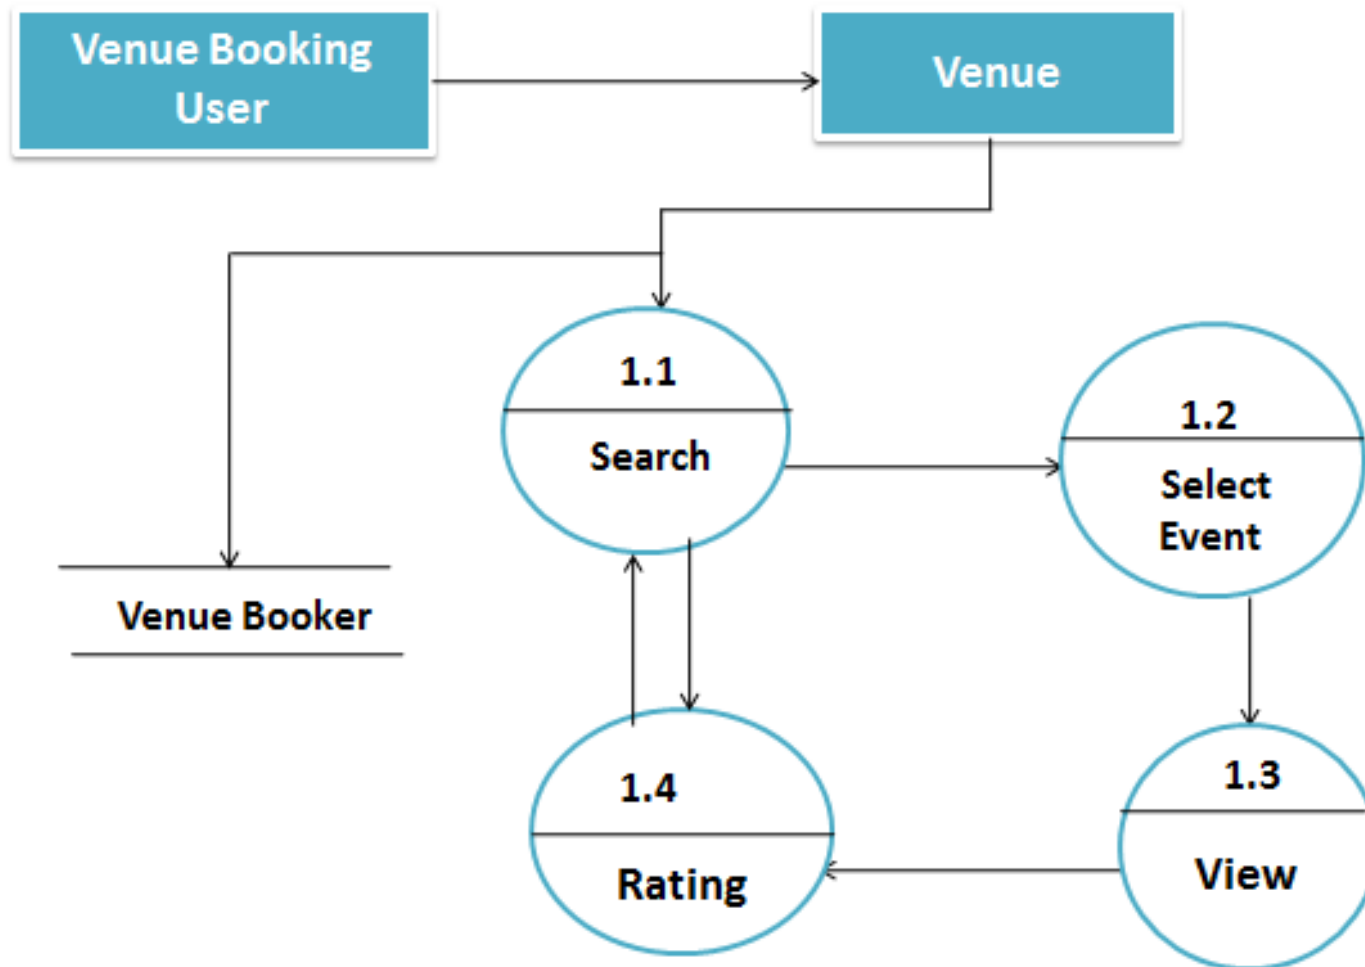 Venue Booking
User
Venue
1.1
Search
1.2
Select
Event
Venue Booker
1.3
View
1.4
Rating